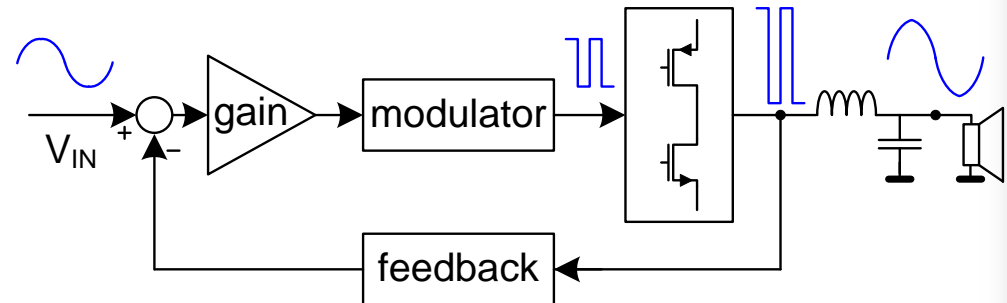 +
V_IN
−
gain
modulator
feedback